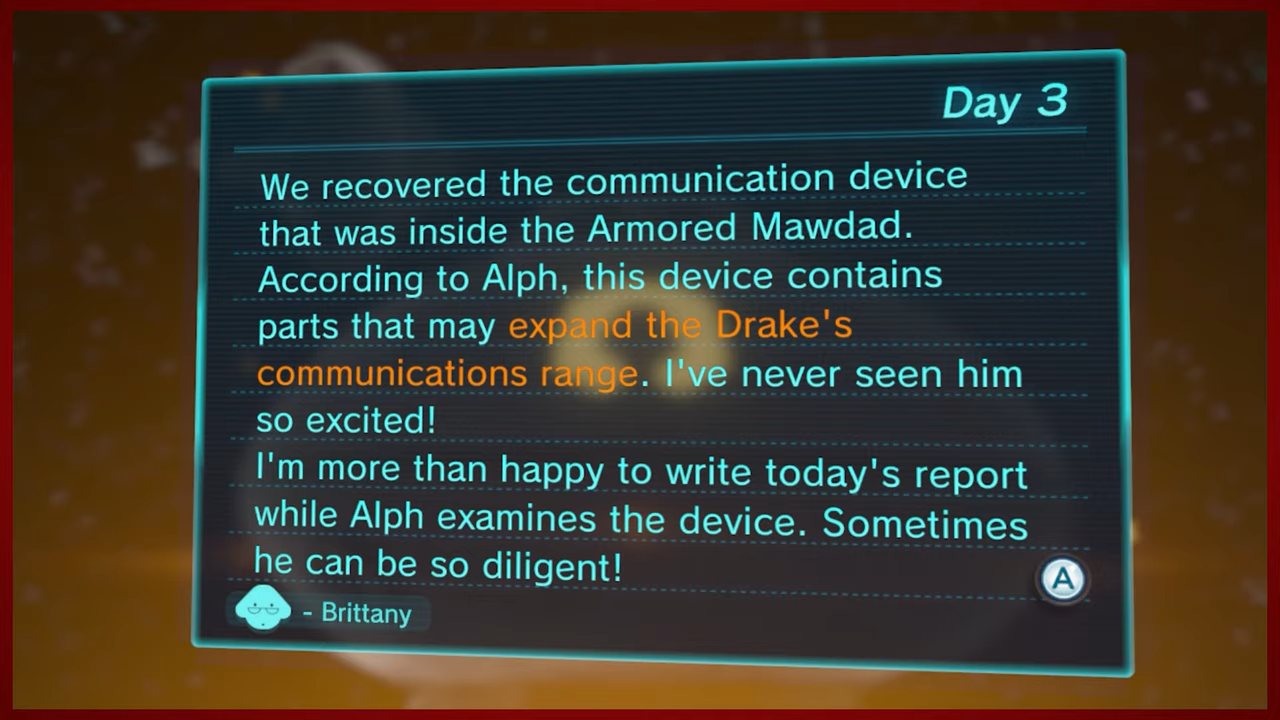 Day 3
We recovered the communication device
that was inside the Armored Mawdad.
According to Alph, this device contains
parts that may expand the Drake's
communications range. I've never seen him
so excited!
I'm more than happy to write today's report
while Alph examines the device. Sometimes
he can be so diligent!
A
- Brittany